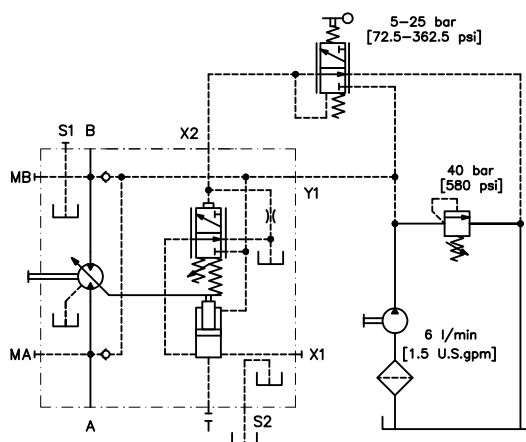 5-25 bar
[72.5-362.5 psi]
S1 B X2
MB
Y1
40 bar
[580 psi]
MA
X1
6 l/min
[1.5 U.S.gpm]
A T S2